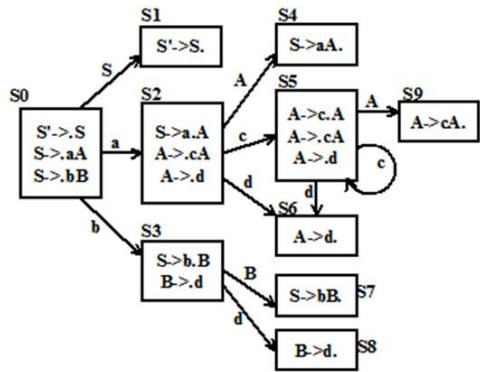 S1
S'->S.
S
S0
S'->.S
S->.aA
S->.bB
a
b
S2
S->a.A
A->.cA
A->.d
A
c
d
S4
S->aA.
S5
A->c.A
A->.cA
A->.d
A
c
d
S9
A->cA.
S6
A->d.
S3
S->b.B
B->.d
B
d
S->bB.
S7
B->d.
S8